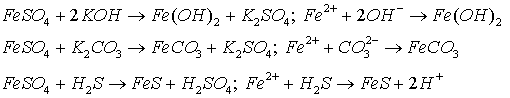 FeSO₄ + 2KOH → Fe(OH)₂ + K₂SO₄; Fe²⁺ + 2OH⁻ → Fe(OH)₂
FeSO₄ + K₂CO₃ → FeCO₃ + K₂SO₄; Fe²⁺ + CO₃²⁻ → FeCO₃
FeSO₄ + H₂S → FeS + H₂SO₄; Fe²⁺ + H₂S → FeS + 2H⁺